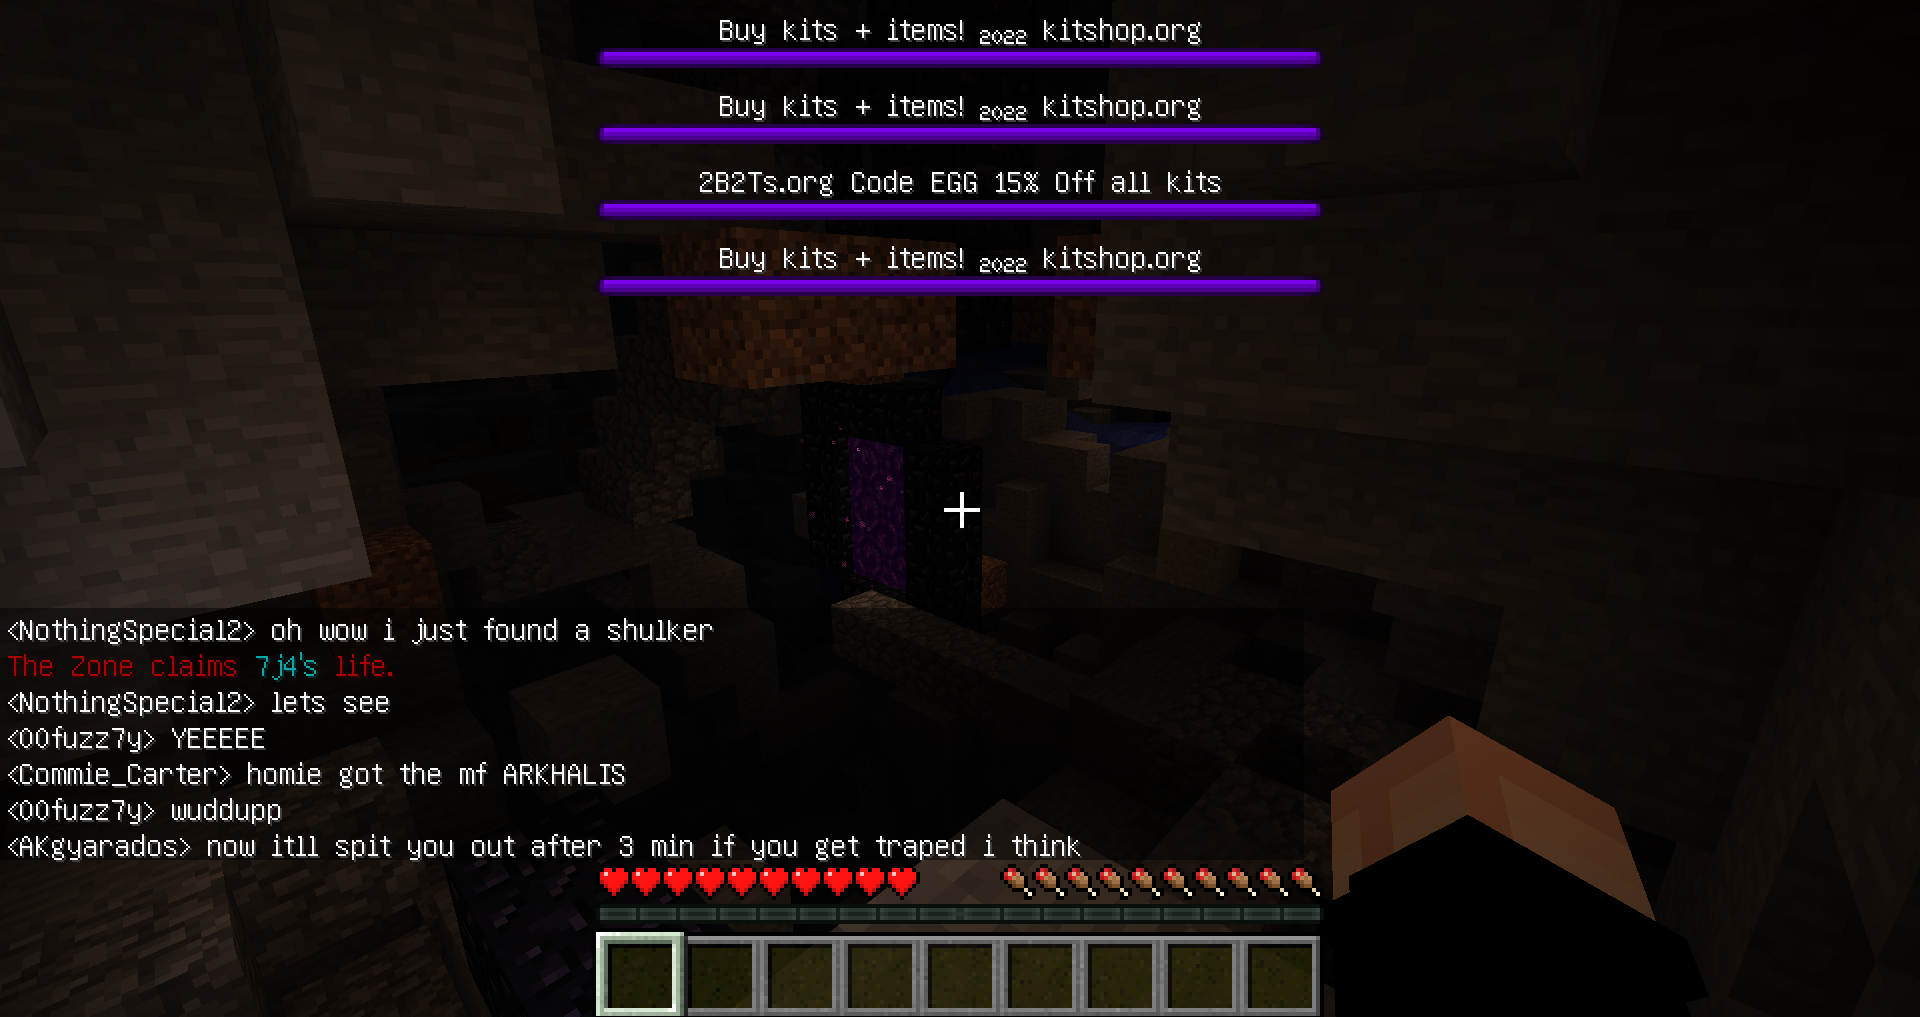 Buy kits + items! 2022 kitshop.org
Buy kits + items! 2022 kitshop.org
2B2Ts.org Code EGG 15% Off all kits
Buy kits + items! 2022 kitshop.org
<NothingSpecial2> oh wow i just found a shulker
The Zone claims 7j4's life.
<NothingSpecial2> lets see
<00fuzz7y> YEEEEE
<Commie_Carter> homie got the mf ARKHALIS
<00fuzz7y> wuddupp
<AKgyarados> now itll spit you out after 3 min if you get traped i think